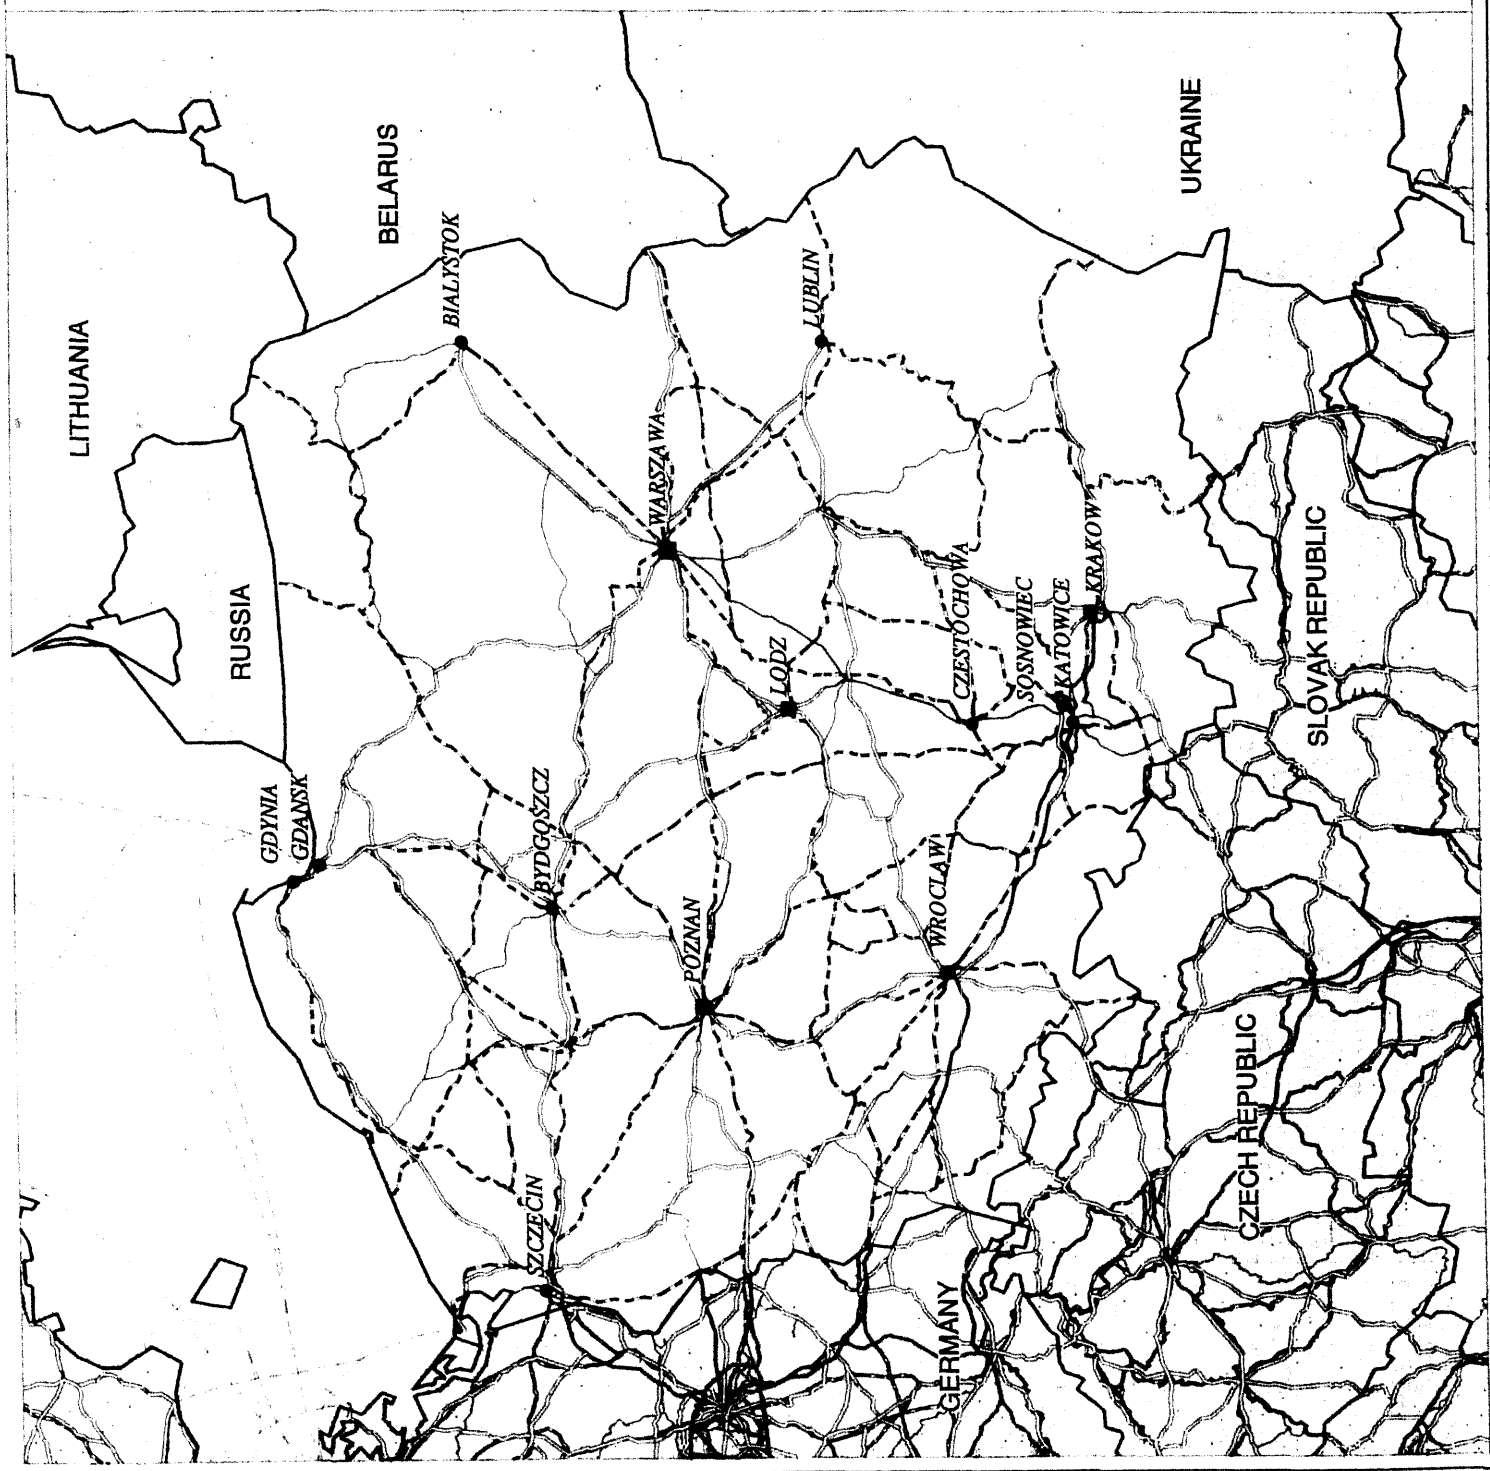 LITHUANIA
BELARUS
UKRAINE
BIALYSTOK
LUBLIN
RUSSIA
WARSZAWA
GDYNIA
GDANSK
BYDGOSZCZ
LODZ
CZESTOCHOWA
SOSNOWIEC
KATOWICE
KRAKOW
POZNAN
WROCLAW
SZCZECIN
SLOVAK REPUBLIC
CZECH REPUBLIC
GERMANY